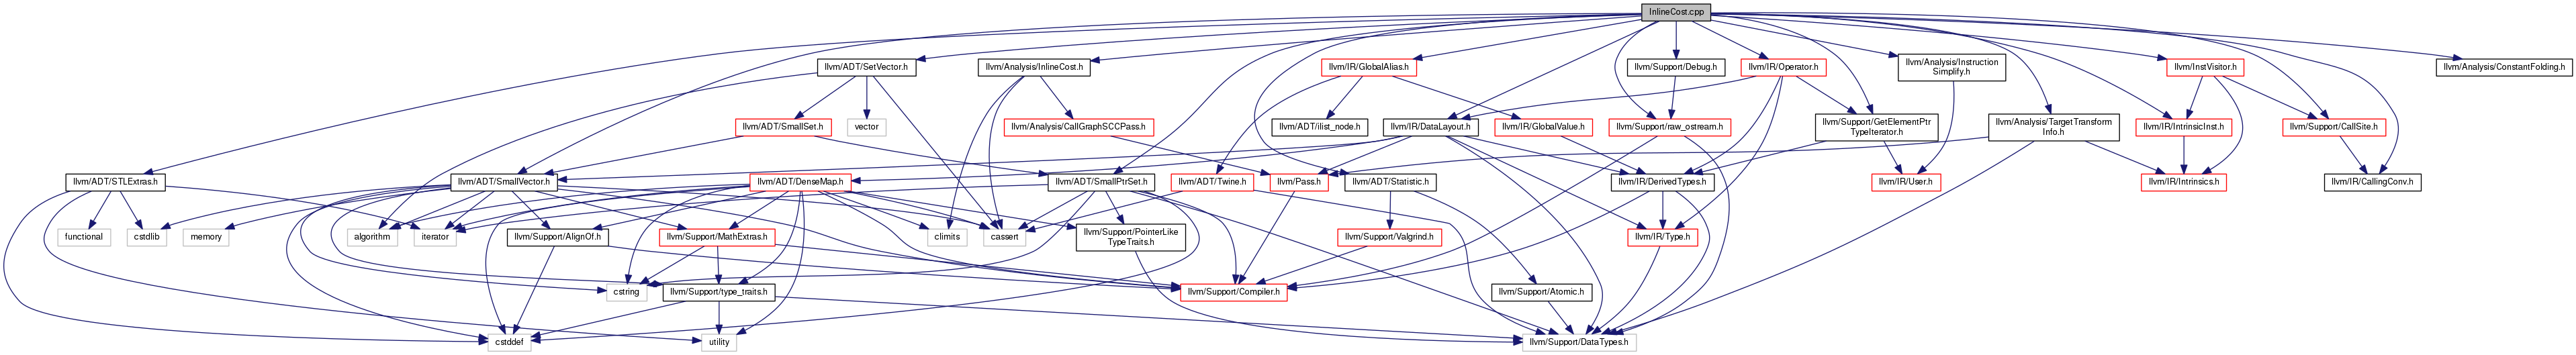 InlineCost.cpp
llvm/ADT/SetVector.h
llvm/Analysis/InlineCost.h
llvm/IR/GlobalAlias.h
llvm/Support/Debug.h
llvm/IR/Operator.h
llvm/Analysis/Instruction
Simplify.h
llvm/InstVisitor.h
llvm/Analysis/ConstantFolding.h
llvm/ADT/SmallSet.h
vector
llvm/Analysis/CallGraphSCCPass.h
llvm/ADT/ilist_node.h
llvm/IR/DataLayout.h
llvm/IR/GlobalValue.h
llvm/Support/raw_ostream.h
llvm/Support/GetElementPtr
TypeIterator.h
llvm/Analysis/TargetTransform
Info.h
llvm/IR/IntrinsicInst.h
llvm/Support/CallSite.h
llvm/ADT/STLExtras.h
llvm/ADT/SmallVector.h
llvm/ADT/DenseMap.h
llvm/ADT/SmallPtrSet.h
llvm/ADT/Twine.h
llvm/Pass.h
llvm/ADT/Statistic.h
llvm/IR/DerivedTypes.h
llvm/IR/User.h
llvm/IR/Intrinsics.h
llvm/IR/CallingConv.h
functional
cstdlib
memory
algorithm
iterator
llvm/Support/AlignOf.h
llvm/Support/MathExtras.h
climits
cassert
llvm/Support/PointerLike
TypeTraits.h
llvm/Support/Valgrind.h
llvm/IR/Type.h
cstring
llvm/Support/type_traits.h
llvm/Support/Compiler.h
llvm/Support/Atomic.h
cstddef
utility
llvm/Support/DataTypes.h